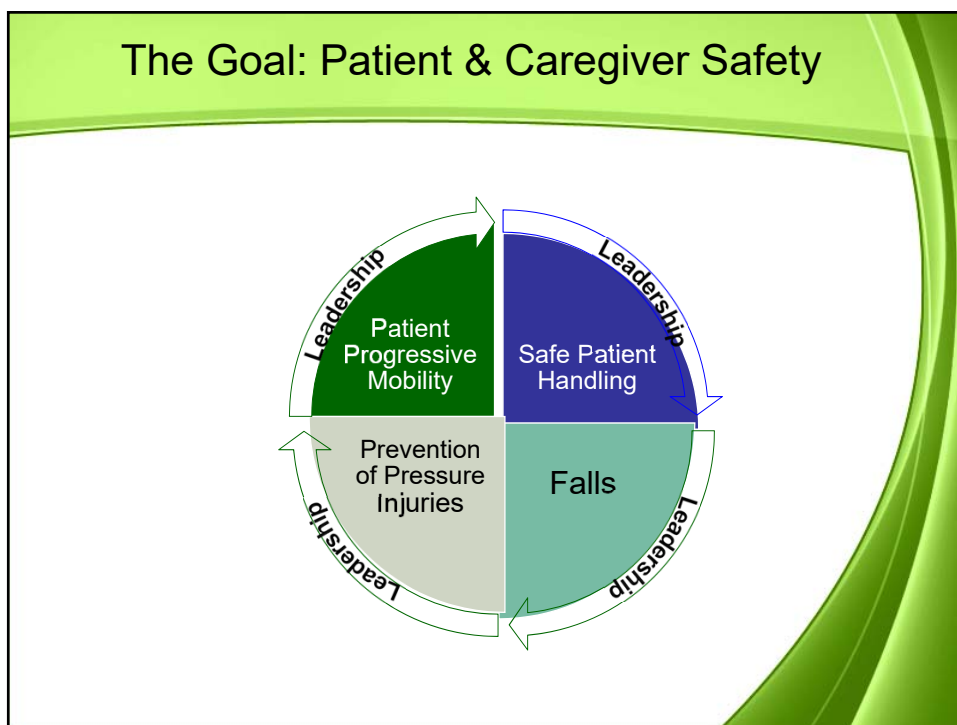 The Goal: Patient & Caregiver Safety
Leadership
Leadership
Patient
Progressive
Mobility
Safe Patient
Handling
Prevention
of Pressure
Injuries
Falls
Leadership
Leadership